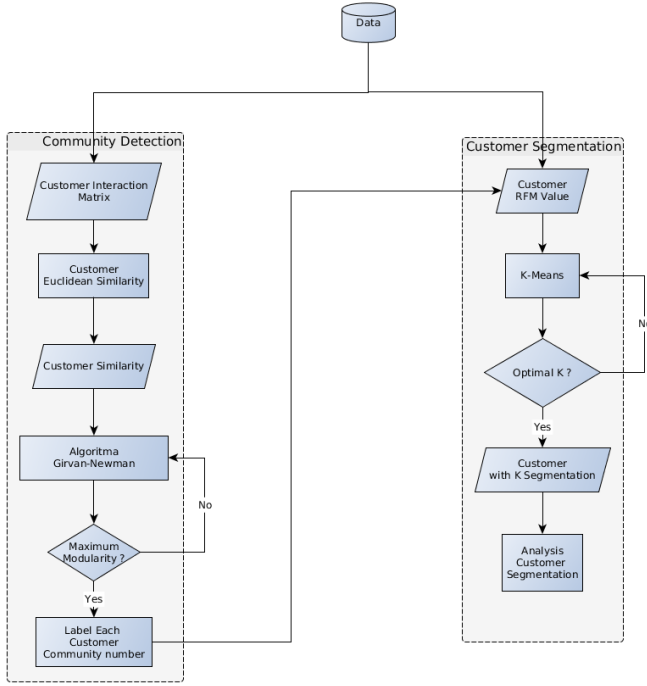 Data
Community Detection
Customer Interaction
Matrix
Customer
Euclidean Similarity
Customer Similarity
Algoritma
Girvan-Newman
No
Maximum
Modularity ?
Yes
Label Each
Customer
Community number
Customer Segmentation
Customer
RFM Value
K-Means
Optimal K ?
Yes
Customer
with K Segmentation
Analysis
Customer
Segmentation